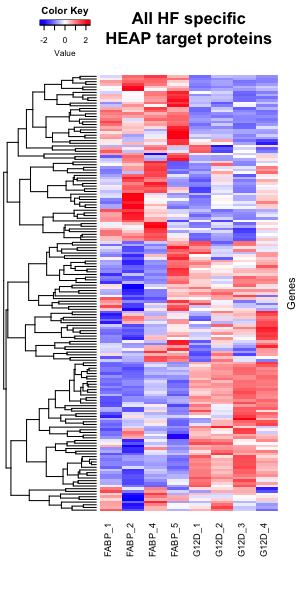 Color Key
-2 0 2
Value
All HF specific
HEAP target proteins
Genes
FABP_1
FABP_2
FABP_4
FABP_5
G12D_1
G12D_2
G12D_3
G12D_4